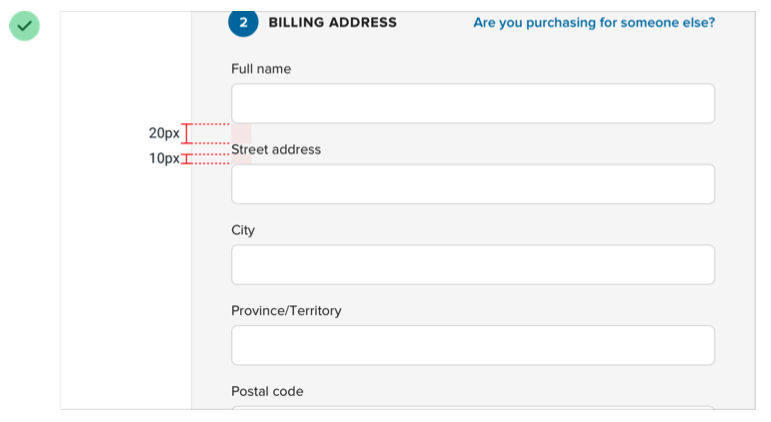 2 BILLING ADDRESS Are you purchasing for someone else?
Full name
20px
Street address
10px
City
Province/Territory
Postal code